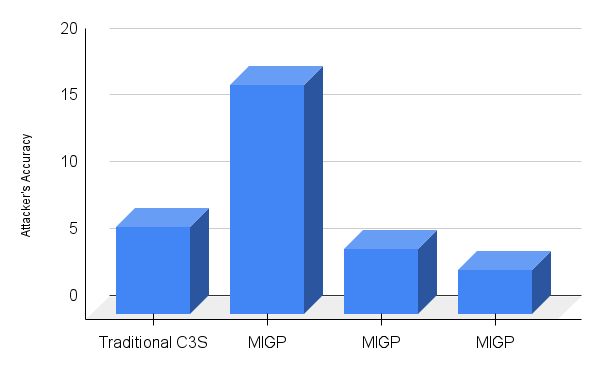 20
15
10
5
0
Attacker's Accuracy
Traditional C3S
MIGP
MIGP
MIGP